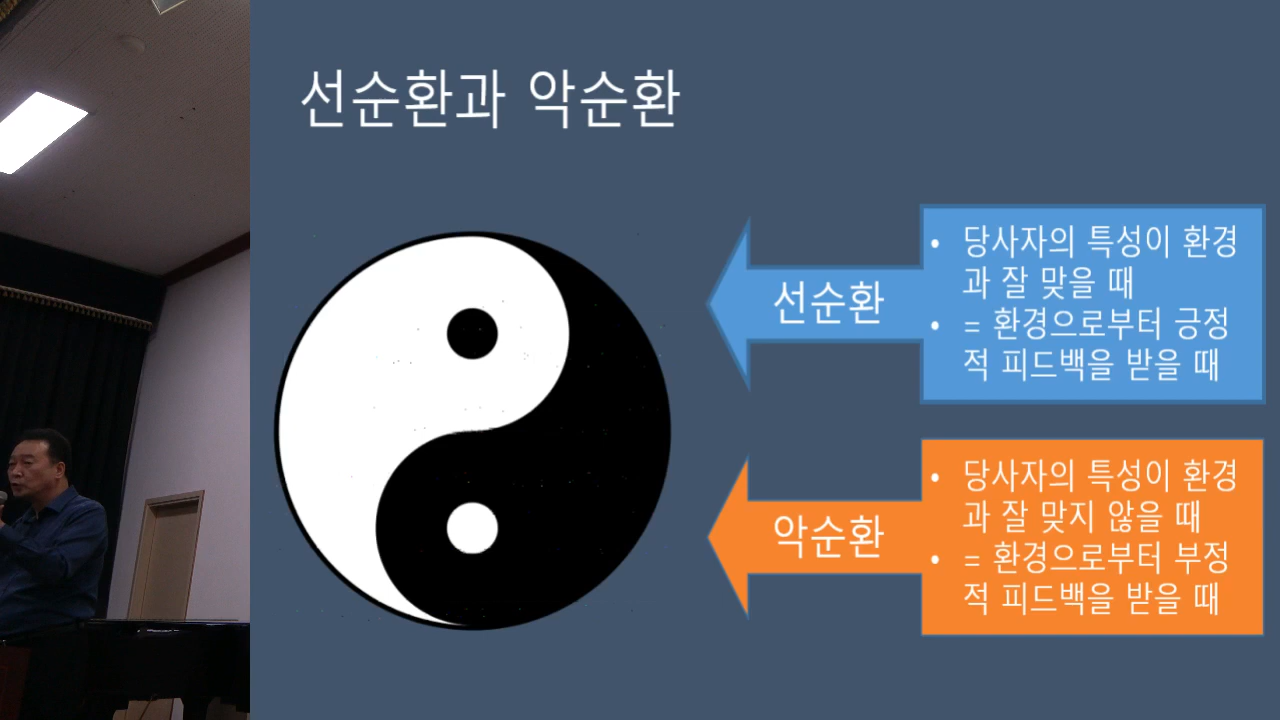 선순환과 악순환
선순환
• 당사자의 특성이 환경
과 잘 맞을 때
• = 환경으로부터 긍정
적 피드백을 받을 때
악순환
• 당사자의 특성이 환경
과 잘 맞지 않을 때
• = 환경으로부터 부정
적 피드백을 받을 때